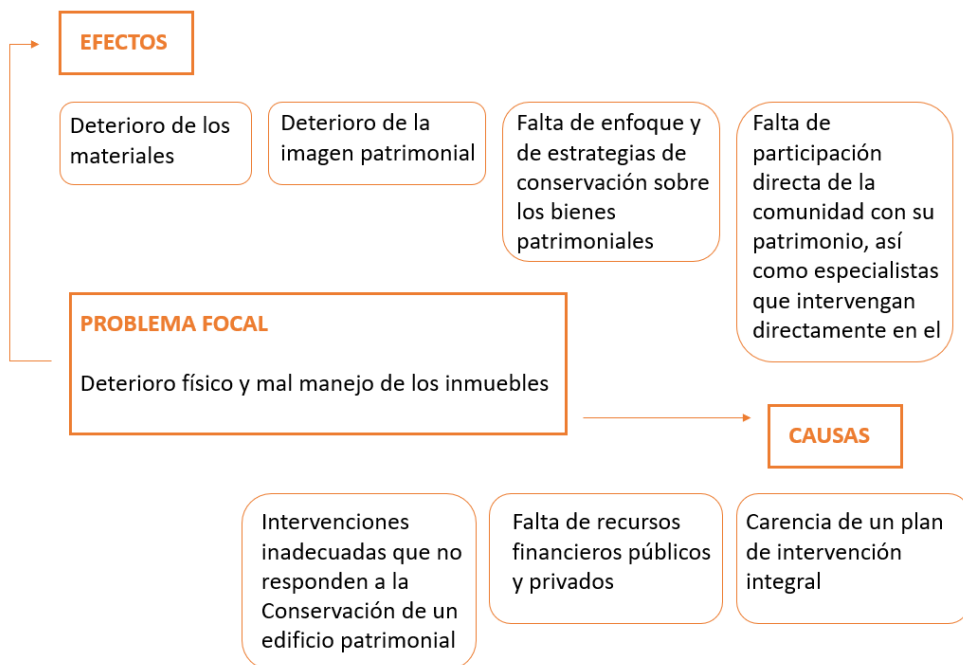 EFECTOS
Deterioro de los
materiales
Deterioro de la
imagen patrimonial
Falta de enfoque y
de estrategias de
conservación sobre
los bienes
patrimoniales
Falta de
participación
directa de la
comunidad con su
patrimonio, así
como especialistas
que intervengan
directamente en el
PROBLEMA FOCAL
Deterioro físico y mal manejo de los inmuebles
CAUSAS
Intervenciones
inadecuadas que no
responden a la
Conservación de un
edificio patrimonial
Falta de recursos
financieros públicos
y privados
Carencia de un plan
de intervención
integral